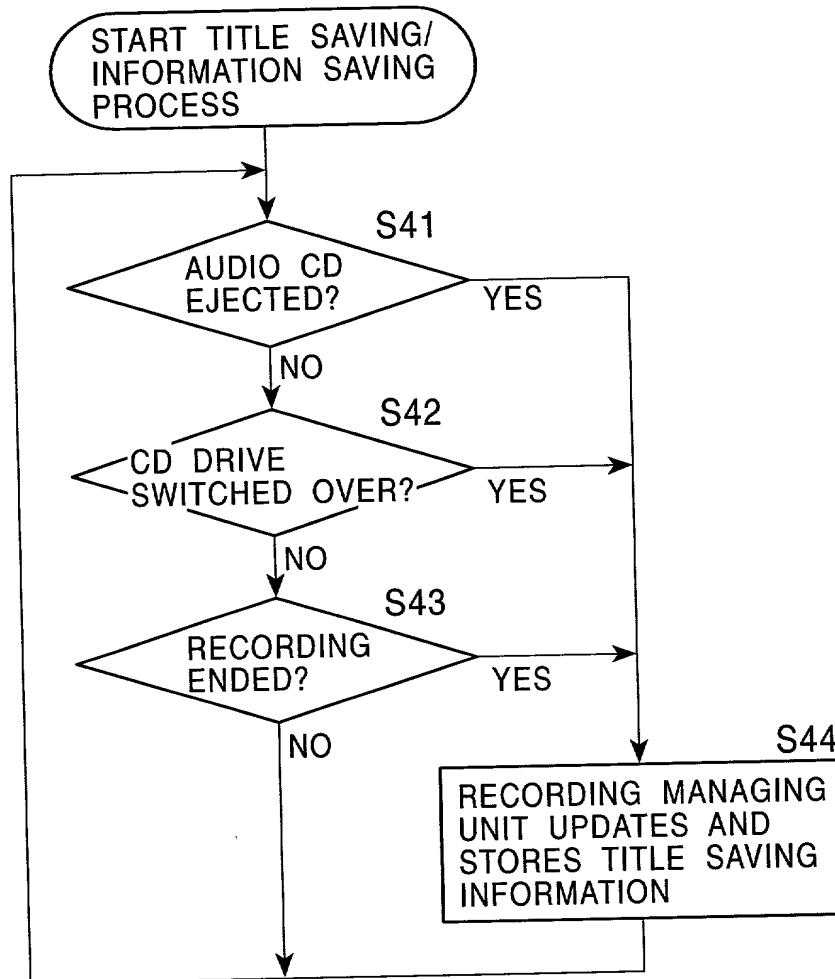 START TITLE SAVING/
INFORMATION SAVING
PROCESS
S41
AUDIO CD
EJECTED?
YES
NO
S42
CD DRIVE
SWITCHED OVER?
YES
NO
S43
RECORDING
ENDED?
YES
NO
S44
RECORDING MANAGING
UNIT UPDATES AND
STORES TITLE SAVING
INFORMATION